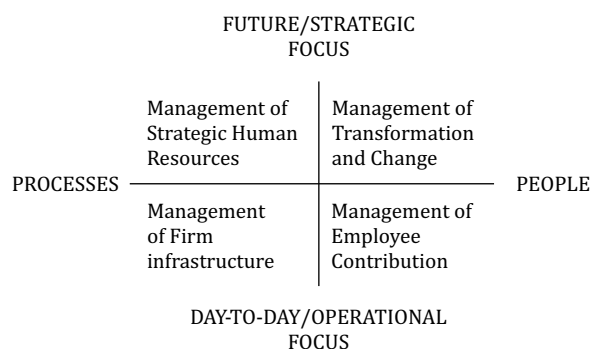 FUTURE/STRATEGIC
FOCUS
Management of
Strategic Human
Resources
Management of
Transformation
and Change
PROCESSES
PEOPLE
Management
of Firm
infrastructure
Management of
Employee
Contribution
DAY-TO-DAY/OPERATIONAL
FOCUS